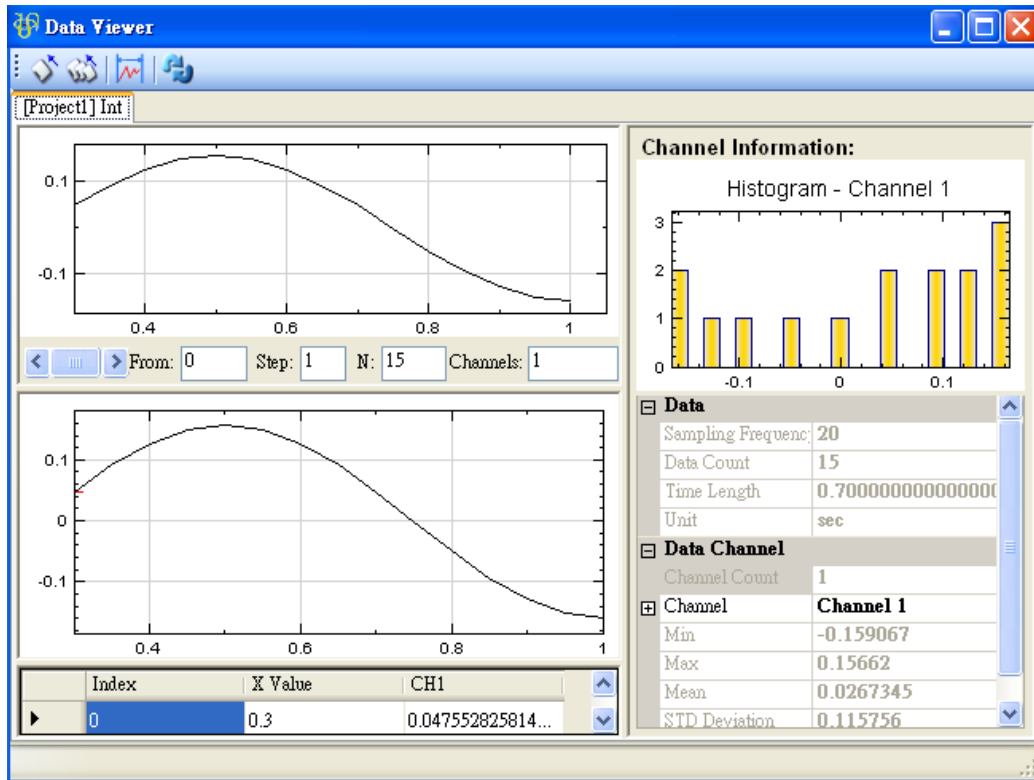 Data Viewer
[Project1] Int
0.1
-0.1
0.4 0.6 0.8 1
From: 0 Step: 1 N: 15 Channels: 1
0.1
0
-0.1
0.4 0.6 0.8 1
Index X Value CH1
0 0.3 0.047552825814...
Channel Information:
Histogram - Channel 1
3
2
1
0
-0.1 0 0.1
Data
Sampling Frequenc 20
Data Count 15
Time Length 0.700000000000000
Unit sec
Data Channel
Channel Count 1
Channel Channel 1
Min -0.159067
Max 0.15662
Mean 0.0267345
STD Deviation 0.115756